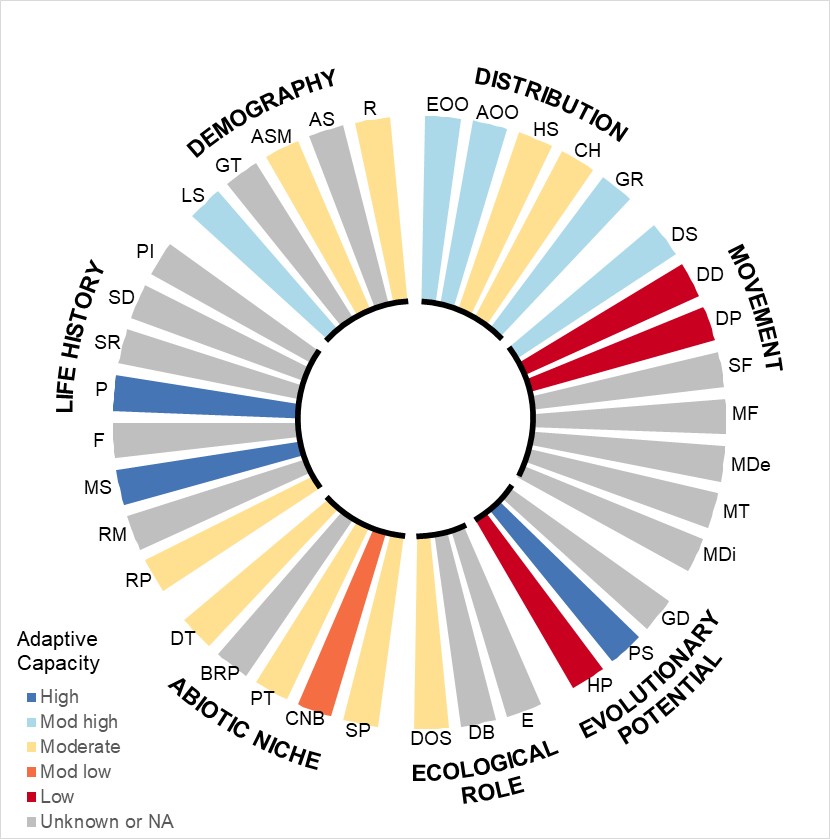 DEMOGRAPHY
DISTRIBUTION
R
AS
ASM
GT
LS
EOO
AOO
HS
CH
GR
MOVEMENT
DS
DD
DP
SF
MF
MDe
MT
MDi
LIFE HISTORY
PI
SD
SR
P
F
MS
RM
RP
GD
PS
HP
EVOLUTIONARY
POTENTIAL
E
DB
DOS
ECOLOGICAL
ROLE
DT
BRP
PT
CNB
SP
ABIOTIC NICHE
Adaptive
Capacity
High
Mod high
Moderate
Mod low
Low
Unknown or NA